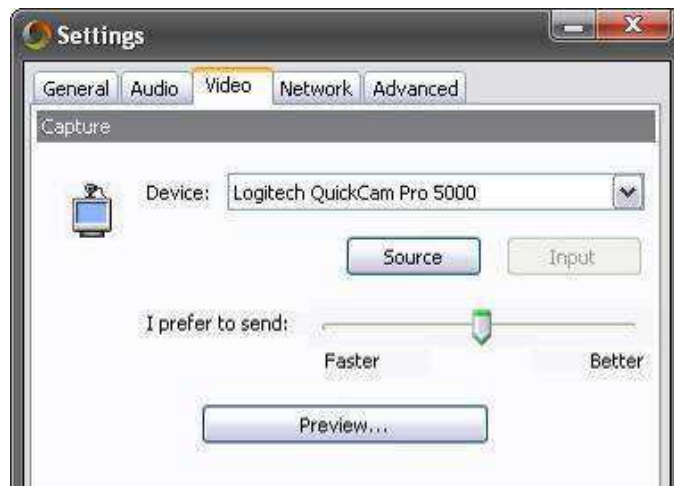 Settings
General Audio Video Network Advanced
Capture
Device: Logitech QuickCam Pro 5000
Source Input
I prefer to send:
Faster Better
Preview...